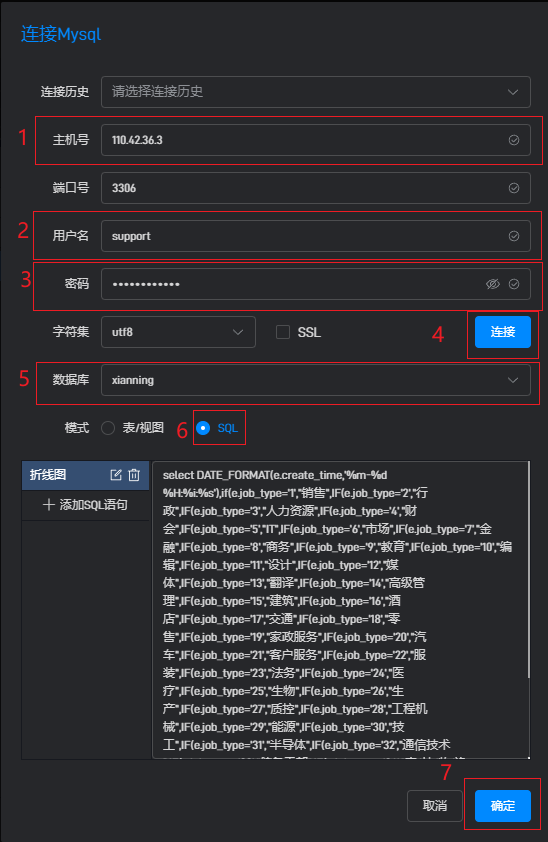 连接Mysql
连接历史 请选择连接历史
1 主机号 110.42.36.3
端口号 3306
2 用户名 support
3 密码 ••••••••••••
字符集 utf8 SSL 4 连接
5 数据库 xianning
模式 表/视图 6 SQL
折线图
添加SQL语句
select DATE_FORMAT(e.create_time,'%m-%d
%H:%i:%s'),if(e.job_type='1',"销售",IF(e.job_type='2',"行
政",IF(e.job_type='3',"人力资源",IF(e.job_type='4',"财
会",IF(e.job_type='5',"IT",IF(e.job_type='6',"市场",IF(e.job_type='7',"金
融",IF(e.job_type='8',"商务",IF(e.job_type='9',"教育",IF(e.job_type='10',"编
辑",IF(e.job_type='11',"设计",IF(e.job_type='12',"媒
体",IF(e.job_type='13',"翻译",IF(e.job_type='14',"高级管
理",IF(e.job_type='15',"建筑",IF(e.job_type='16',"酒
店",IF(e.job_type='17',"交通",IF(e.job_type='18',"零
售",IF(e.job_type='19',"家政服务",IF(e.job_type='20',"汽
车",IF(e.job_type='21',"客户服务",IF(e.job_type='22',"服
装",IF(e.job_type='23',"法务",IF(e.job_type='24',"医
疗",IF(e.job_type='25',"生物",IF(e.job_type='26',"生
产",IF(e.job_type='27',"质控",IF(e.job_type='28',"工程机
械",IF(e.job_type='29',"能源",IF(e.job_type='30',"技
工",IF(e.job_type='31',"半导体",IF(e.job_type='32',"通信技术
7
取消 确定